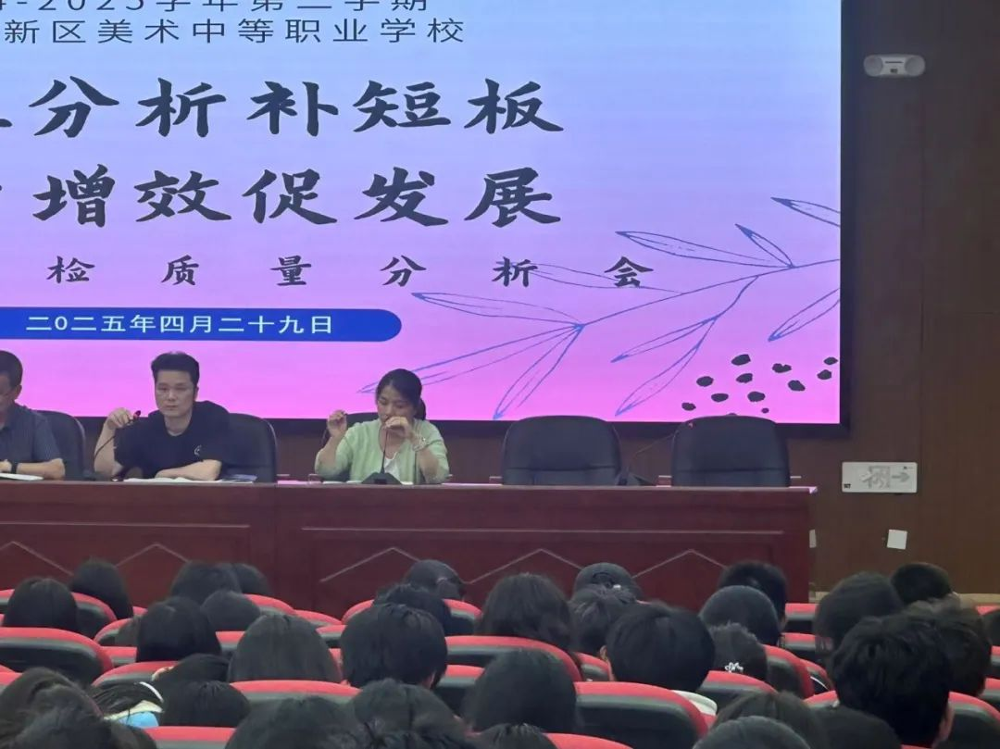 -2025学年第二学期
新区美术中等职业学校
分析补短板
增效促发展
检质量分析会
二0二五年四月二十九日